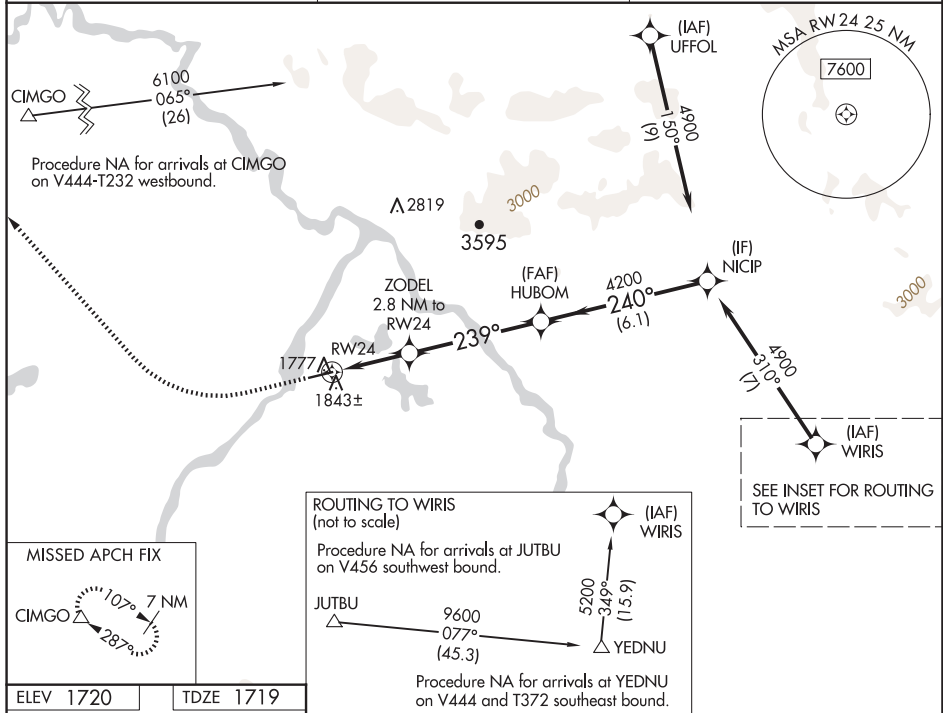 (IAF)
UFFOL
MSA RW24 25 NM
7600
CIMGO
6100
065°
(26)
4900
150°
(9)
Procedure NA for arrivals at CIMGO
on V444-T232 westbound.
2819
3000
3595
(IF)
NICIP
(FAF)
HUBOM
4200
240°
(6.1)
3000
ZODEL
2.8 NM to
RW24
239°
RW24
1777
1843±
4900
310°
(7)
(IAF)
WIRIS
SEE INSET FOR ROUTING
TO WIRIS
ROUTING TO WIRIS
(not to scale)
(IAF)
WIRIS
Procedure NA for arrivals at JUTBU
on V456 southwest bound.
JUTBU
9600
077°
(45.3)
5200
349°
(15.9)
YEDNU
Procedure NA for arrivals at YEDNU
on V444 and T372 southeast bound.
MISSED APCH FIX
CIMGO
107°
7 NM
287°
ELEV 1720
TDZE 1719